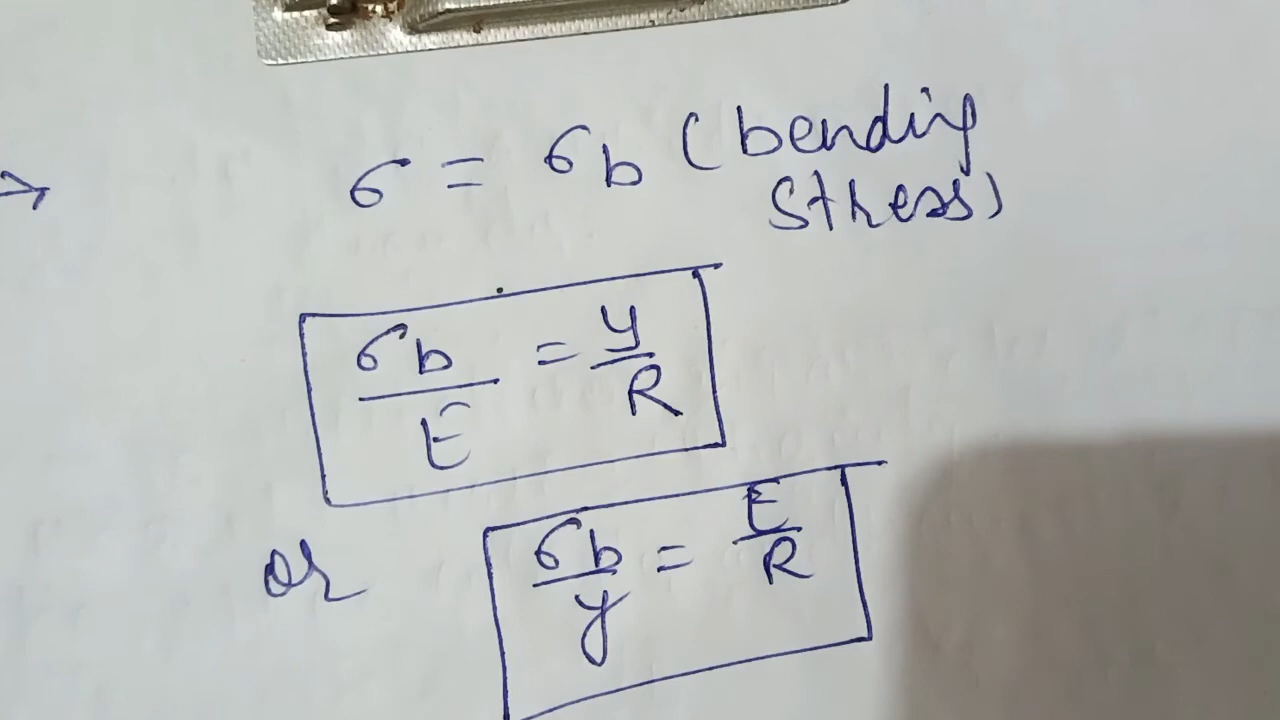 → σ = σb (bending
stress)
σb/E = y/R
or σb/y = E/R